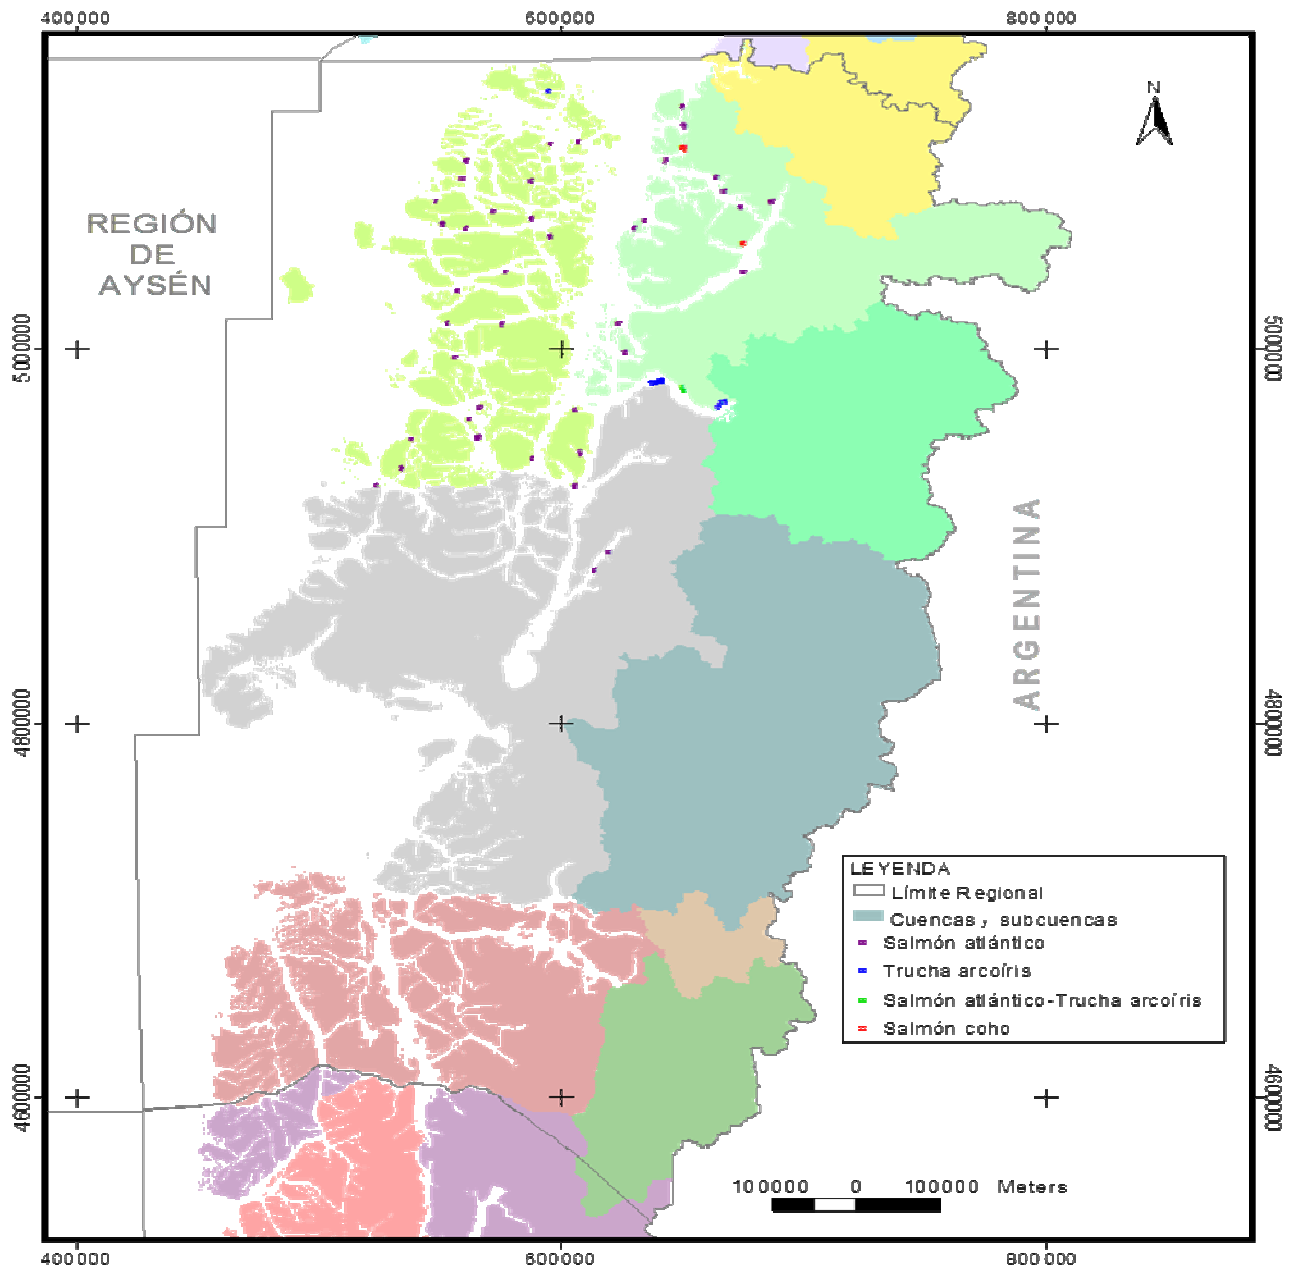 400000 600000 800000
N
REGIÓN
DE
AYSÉN
5000000 5000000
ARGENTINA
4800000 4800000
LEYENDA
Límite Regional
Cuencas y subcuencas
Salmón atlántico
Trucha arcoíris
Salmón atlántico-Trucha arcoíris
Salmón coho
4600000 4600000
100000 0 100000 Meters
400000 600000 800000